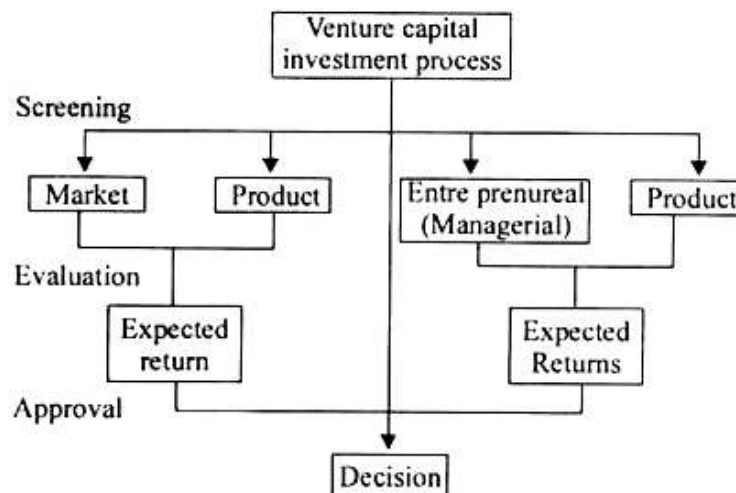 Venture capital
investment process
Screening
Market
Product
Entre prenureal
(Managerial)
Product
Evaluation
Expected
return
Expected
Returns
Approval
Decision